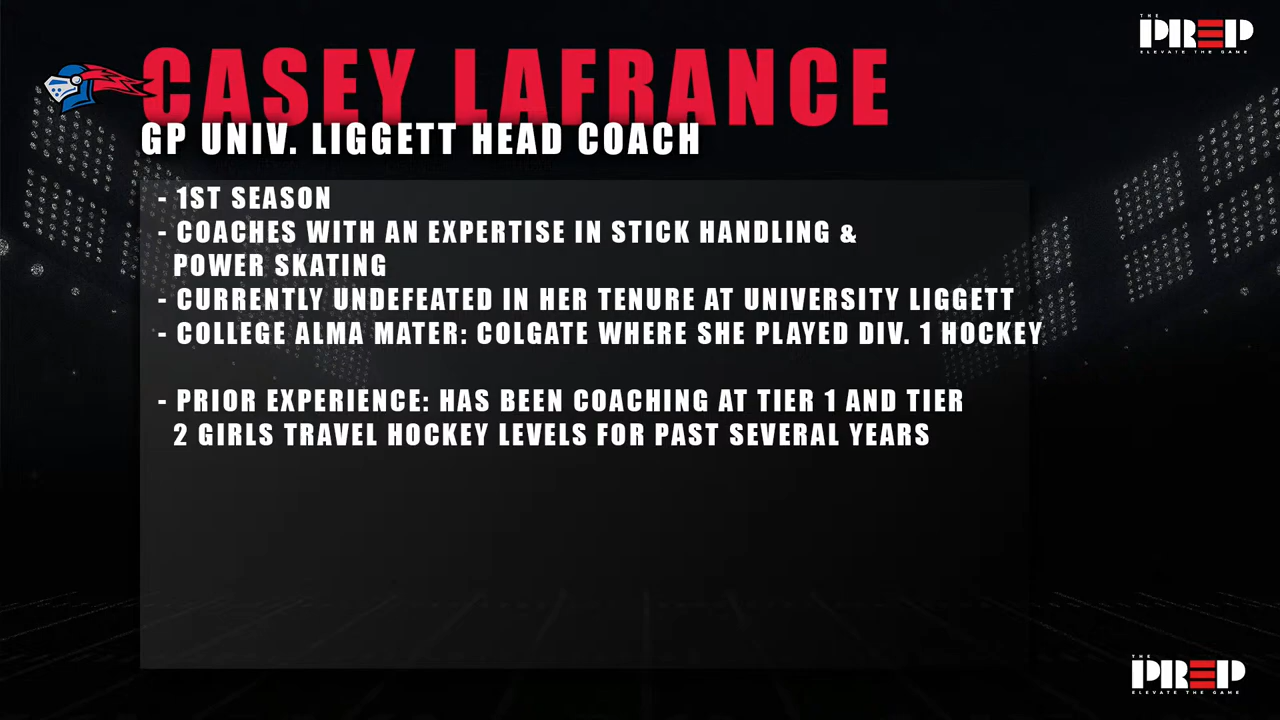 THE
PREP
ELEVATE THE GAME
CASEY LAFRANCE
GP UNIV. LIGGETT HEAD COACH
- 1ST SEASON
- COACHES WITH AN EXPERTISE IN STICK HANDLING &
POWER SKATING
- CURRENTLY UNDEFEATED IN HER TENURE AT UNIVERSITY LIGGETT
- COLLEGE ALMA MATER: COLGATE WHERE SHE PLAYED DIV. 1 HOCKEY
- PRIOR EXPERIENCE: HAS BEEN COACHING AT TIER 1 AND TIER
2 GIRLS TRAVEL HOCKEY LEVELS FOR PAST SEVERAL YEARS
THE
PREP
ELEVATE THE GAME